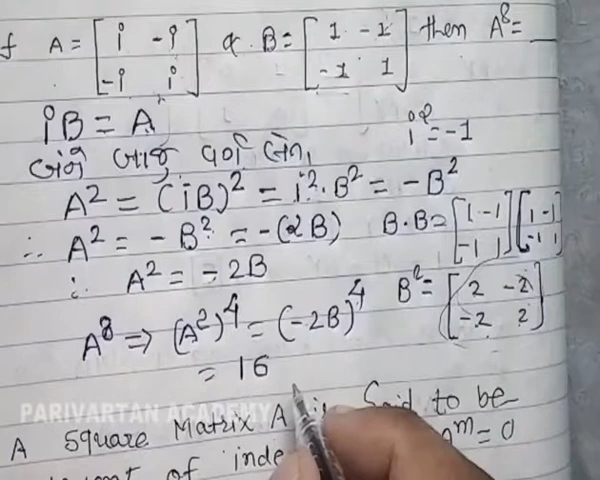 f A = [ i -i ; -i i ] & B = [ 1 -1 ; -1 1 ] then A⁸ = __
iB = A
i² = -1
બંને બાજુ વર્ગ લેતા
A² = (iB)² = i²·B² = -B²
∴ A² = -B² = -(2B)
B·B = [ 1 -1 ; -1 1 ] [ 1 -1 ; -1 1 ]
∴ A² = -2B
B² = [ 2 -2 ; -2 2 ]
A⁸ => (A²)⁴ = (-2B)⁴
= 16
PARIVARTAN ACADEMY
A square Matrix A is Said to be
of inde Aᵐ = 0